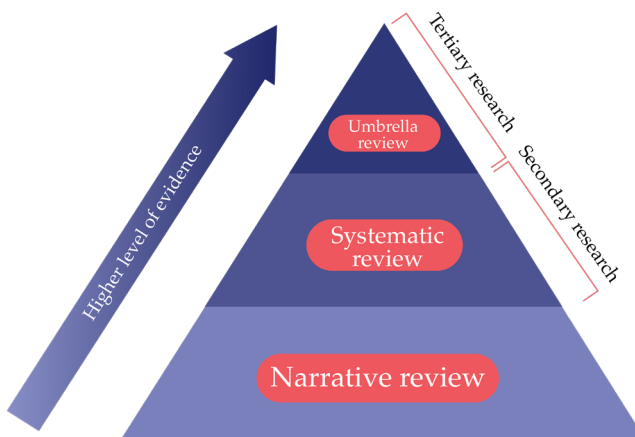 Higher level of evidence
Tertiary research
Umbrella
review
Secondary research
Systematic
review
Narrative review